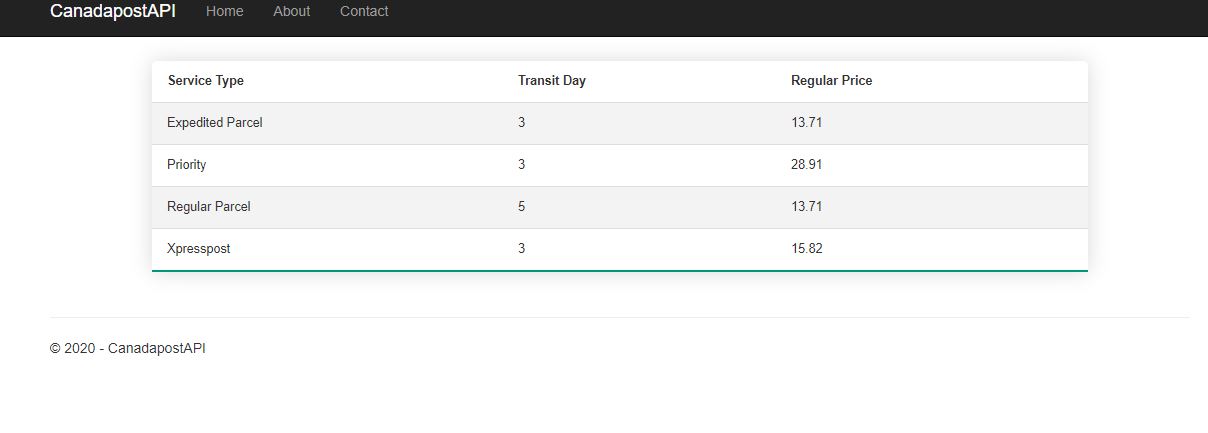 CanadapostAPI Home About Contact
Service Type Transit Day Regular Price
Expedited Parcel 3 13.71
Priority 3 28.91
Regular Parcel 5 13.71
Xpresspost 3 15.82
© 2020 - CanadapostAPI